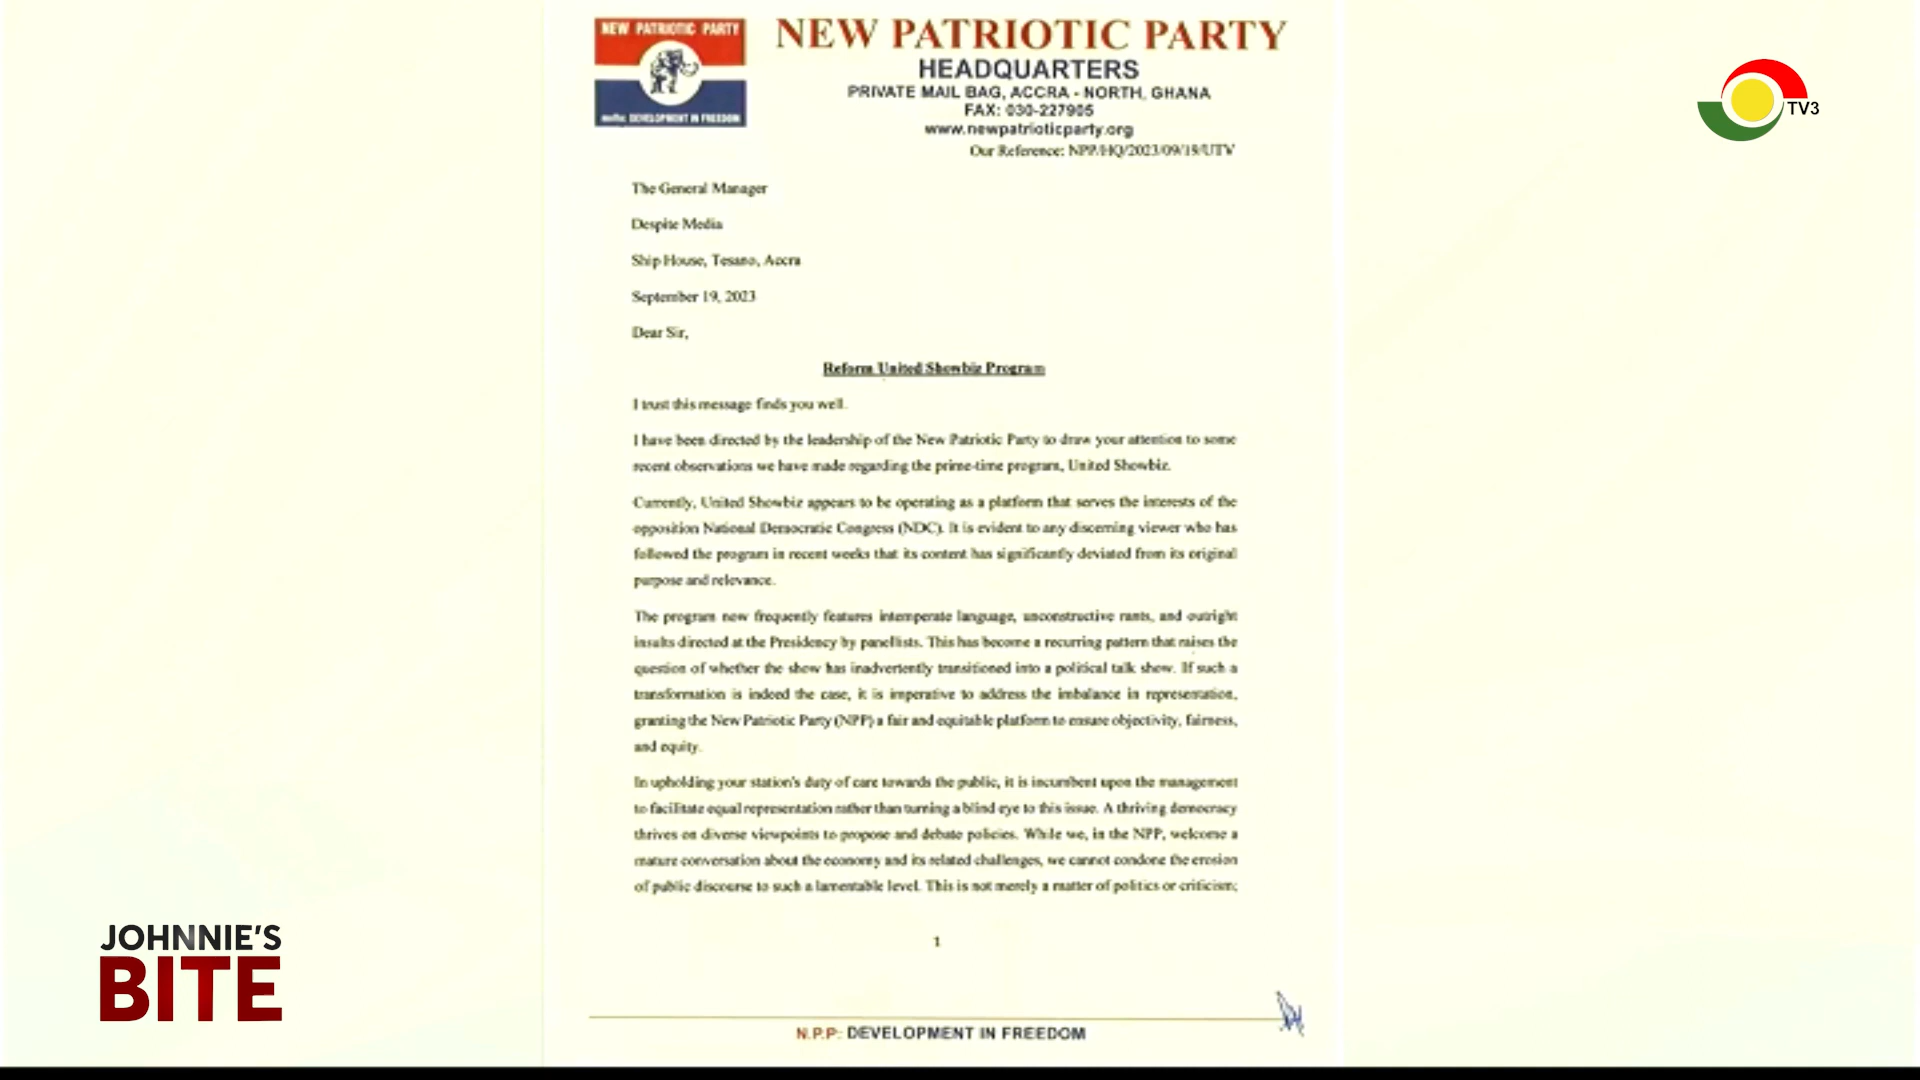 NEW PATRIOTIC PARTY
NEW PATRIOTIC PARTY
HEADQUARTERS
PRIVATE MAIL BAG, ACCRA - NORTH, GHANA
FAX: 030-227905
www.newpatrioticparty.org
Our Reference: NPP/HQ/2023/09/19/UTV
motto: DEVELOPMENT IN FREEDOM
TV3
The General Manager
Despite Media
Ship House, Tesano, Accra
September 19, 2023
Dear Sir,
Reform United Showbiz Program
I trust this message finds you well.
I have been directed by the leadership of the New Patriotic Party to draw your attention to some
recent observations we have made regarding the prime-time program, United Showbiz.
Currently, United Showbiz appears to be operating as a platform that serves the interests of the
opposition National Democratic Congress (NDC). It is evident to any discerning viewer who has
followed the program in recent weeks that its content has significantly deviated from its original
purpose and relevance.
The program now frequently features intemperate language, unconstructive rants, and outright
insults directed at the Presidency by panellists. This has become a recurring pattern that raises the
question of whether the show has inadvertently transitioned into a political talk show. If such a
transformation is indeed the case, it is imperative to address the imbalance in representation,
granting the New Patriotic Party (NPP) a fair and equitable platform to ensure objectivity, fairness,
and equity.
In upholding your station's duty of care towards the public, it is incumbent upon the management
to facilitate equal representation rather than turning a blind eye to this issue. A thriving democracy
thrives on diverse viewpoints to propose and debate policies. While we, in the NPP, welcome a
mature conversation about the economy and its related challenges, we cannot condone the erosion
of public discourse to such a lamentable level. This is not merely a matter of politics or criticism;
1
N.P.P: DEVELOPMENT IN FREEDOM
JOHNNIE'S
BITE